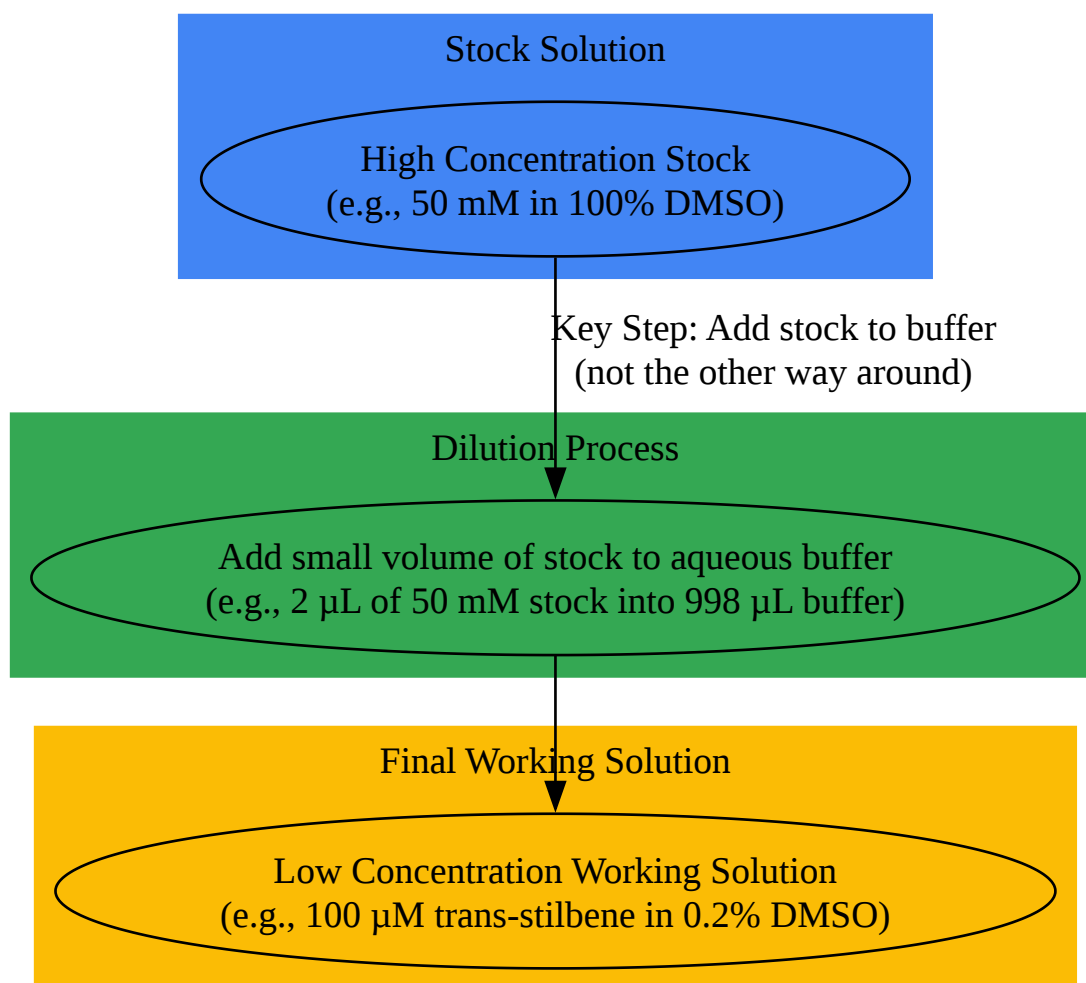 Stock Solution
High Concentration Stock
(e.g., 50 mM in 100% DMSO)
Key Step: Add stock to buffer
(not the other way around)
Dilution Process
Add small volume of stock to aqueous buffer
(e.g., 2 µL of 50 mM stock into 998 µL buffer)
Final Working Solution
Low Concentration Working Solution
(e.g., 100 µM trans-stilbene in 0.2% DMSO)